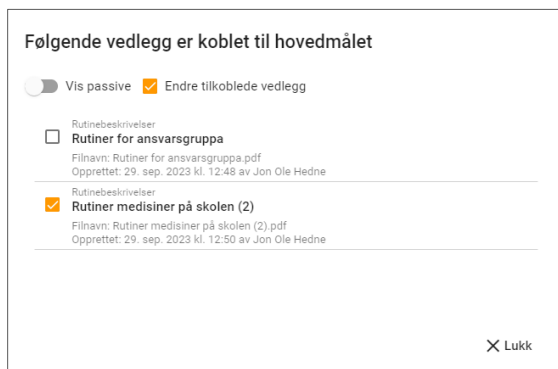 Følgende vedlegg er koblet til hovedmålet
Vis passive Endre tilkoblede vedlegg
Rutinebeskrivelser
Rutiner for ansvarsgruppa
Filnavn: Rutiner for ansvarsgruppa.pdf
Opprettet: 29. sep. 2023 kl. 12:48 av Jon Ole Hedne
Rutinebeskrivelser
Rutiner medisiner på skolen (2)
Filnavn: Rutiner medisiner på skolen (2).pdf
Opprettet: 29. sep. 2023 kl. 12:50 av Jon Ole Hedne
Lukk